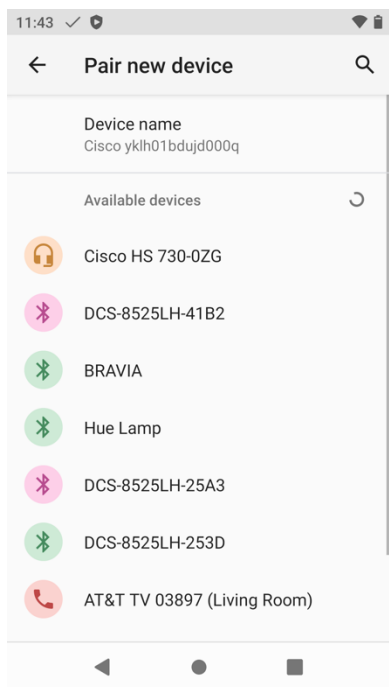 11:43
Pair new device
Device name
Cisco yklh01bdujd000q
Available devices
Cisco HS 730-0ZG
DCS-8525LH-41B2
BRAVIA
Hue Lamp
DCS-8525LH-25A3
DCS-8525LH-253D
AT&T TV 03897 (Living Room)